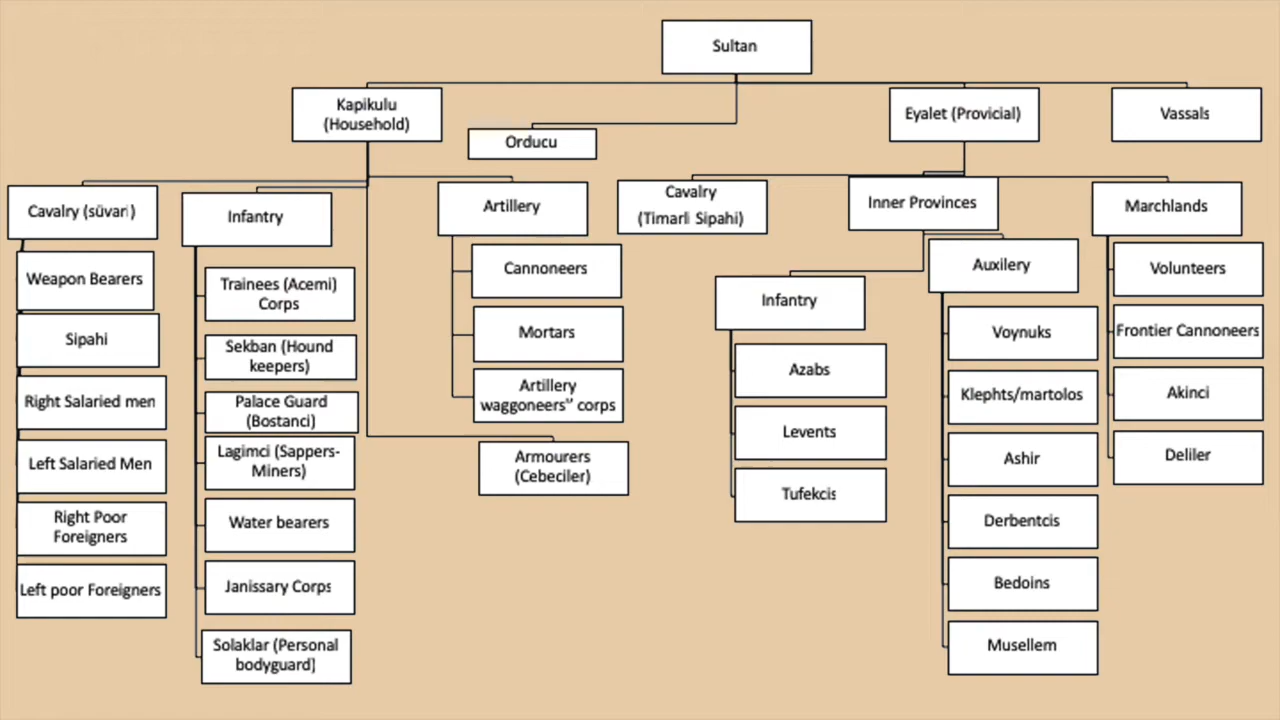 Sultan
Kapikulu
(Household)
Orducu
Eyalet (Provicial)
Vassals
Cavalry (süvari)
Infantry
Artillery
Cavalry
(Timarli Sipahi)
Inner Provinces
Marchlands
Weapon Bearers
Sipahi
Right Salaried men
Left Salaried Men
Right Poor
Foreigners
Left poor Foreigners
Trainees (Acemi)
Corps
Sekban (Hound
keepers)
Palace Guard
(Bostanci)
Lagimci (Sappers-
Miners)
Water bearers
Janissary Corps
Solaklar (Personal
bodyguard)
Cannoneers
Mortars
Artillery
waggoneers” corps
Armourers
(Cebeciler)
Infantry
Azabs
Levents
Tufekcis
Auxilery
Voynuks
Klephts/martolos
Ashir
Derbentcis
Bedoins
Musellem
Volunteers
Frontier Cannoneers
Akinci
Deliler